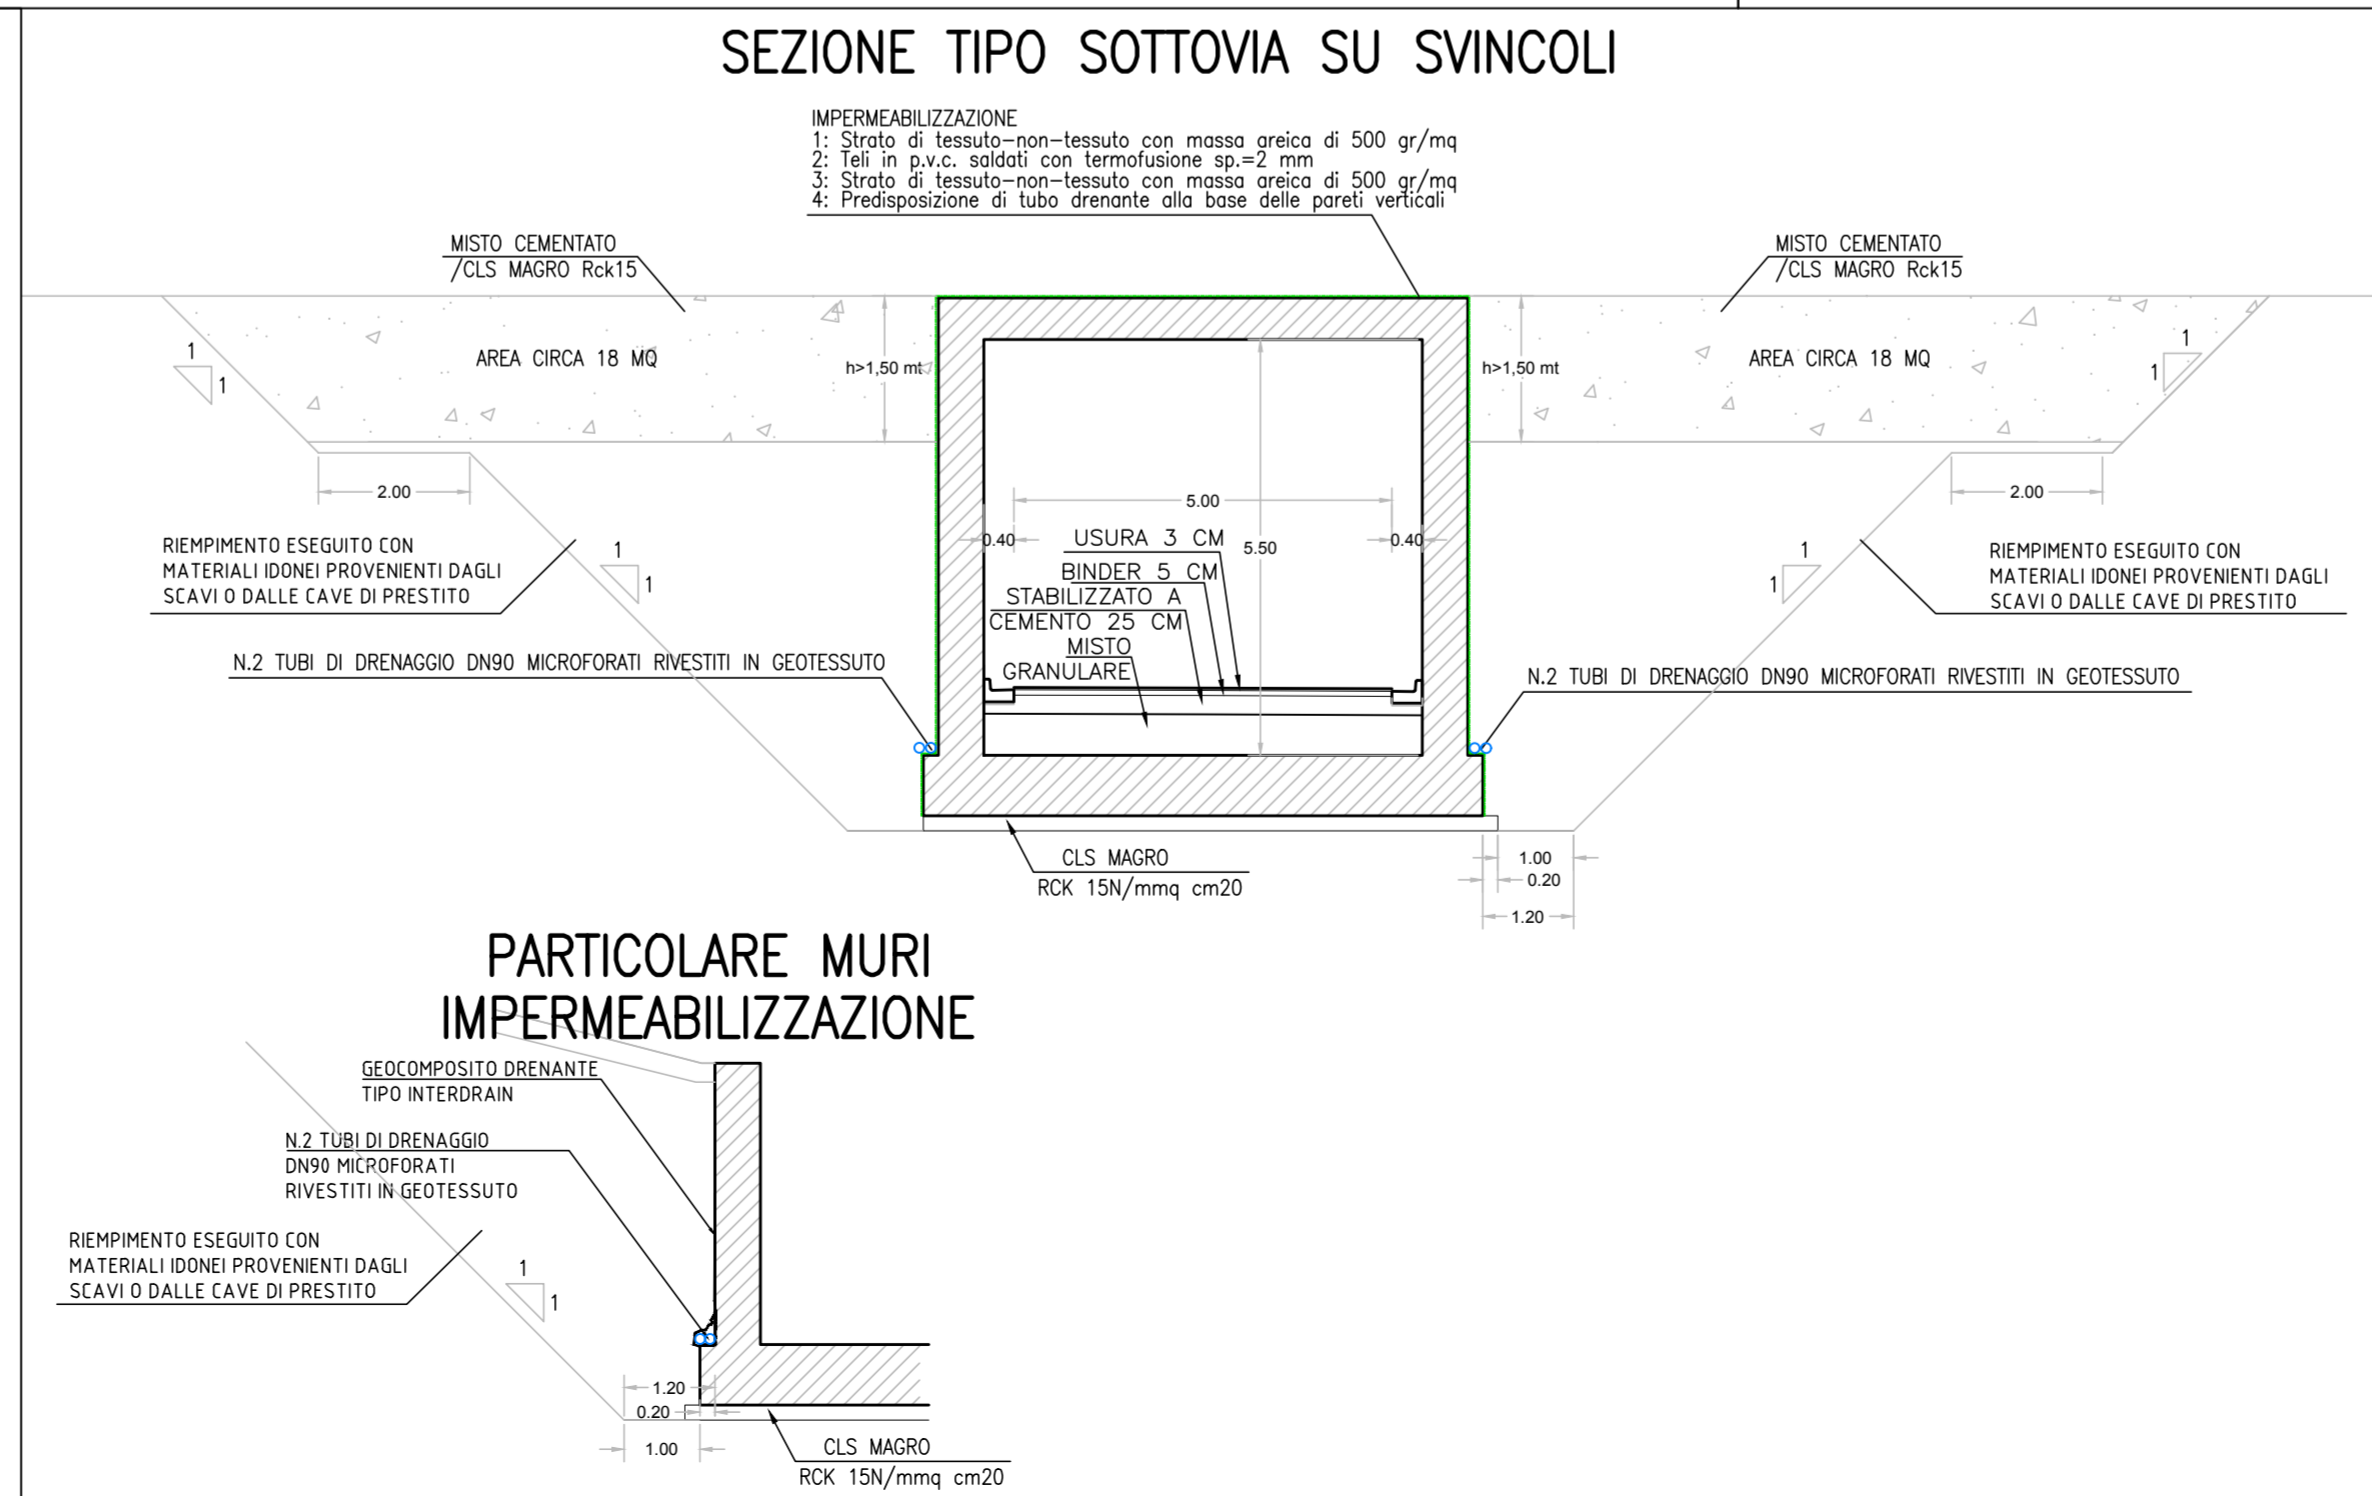 SEZIONE TIPO SOTTOVIA SU SVINCOLI
IMPERMEABILIZZAZIONE
1: Strato di tessuto-non-tessuto con massa areica di 500 gr/mq
2: Teli in p.v.c. saldati con termofusione sp.=2 mm
3: Strato di tessuto-non-tessuto con massa areica di 500 gr/mq
4: Predisposizione di tubo drenante alla base delle pareti verticali
MISTO CEMENTATO
/CLS MAGRO Rck15
MISTO CEMENTATO
/CLS MAGRO Rck15
1
1
AREA CIRCA 18 MQ
h>1,50 mt
h>1,50 mt
AREA CIRCA 18 MQ
1
1
2.00
5.00
2.00
0.40
5.50
0.40
USURA 3 CM
BINDER 5 CM
STABILIZZATO A
CEMENTO 25 CM
MISTO
GRANULARE
RIEMPIMENTO ESEGUITO CON
MATERIALI IDONEI PROVENIENTI DAGLI
SCAVI O DALLE CAVE DI PRESTITO
1
1
1
1
RIEMPIMENTO ESEGUITO CON
MATERIALI IDONEI PROVENIENTI DAGLI
SCAVI O DALLE CAVE DI PRESTITO
N.2 TUBI DI DRENAGGIO DN90 MICROFORATI RIVESTITI IN GEOTESSUTO
N.2 TUBI DI DRENAGGIO DN90 MICROFORATI RIVESTITI IN GEOTESSUTO
CLS MAGRO
RCK 15N/mmq cm20
1.00
0.20
1.20
PARTICOLARE MURI
IMPERMEABILIZZAZIONE
GEOCOMPOSITO DRENANTE
TIPO INTERDRAIN
N.2 TUBI DI DRENAGGIO
DN90 MICROFORATI
RIVESTITI IN GEOTESSUTO
RIEMPIMENTO ESEGUITO CON
MATERIALI IDONEI PROVENIENTI DAGLI
SCAVI O DALLE CAVE DI PRESTITO
1
1
1.20
0.20
1.00
CLS MAGRO
RCK 15N/mmq cm20